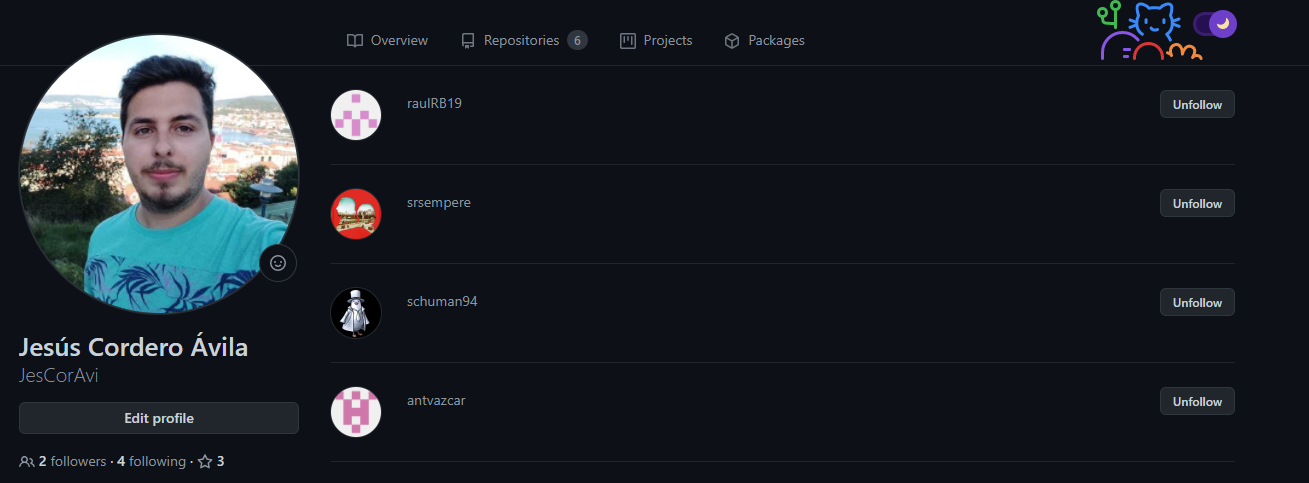 Overview Repositories 6 Projects Packages
raulRB19 Unfollow
srsempere Unfollow
schuman94 Unfollow
Jesús Cordero Ávila
JesCorAvi
antvazcar Unfollow
Edit profile
2 followers · 4 following · 3